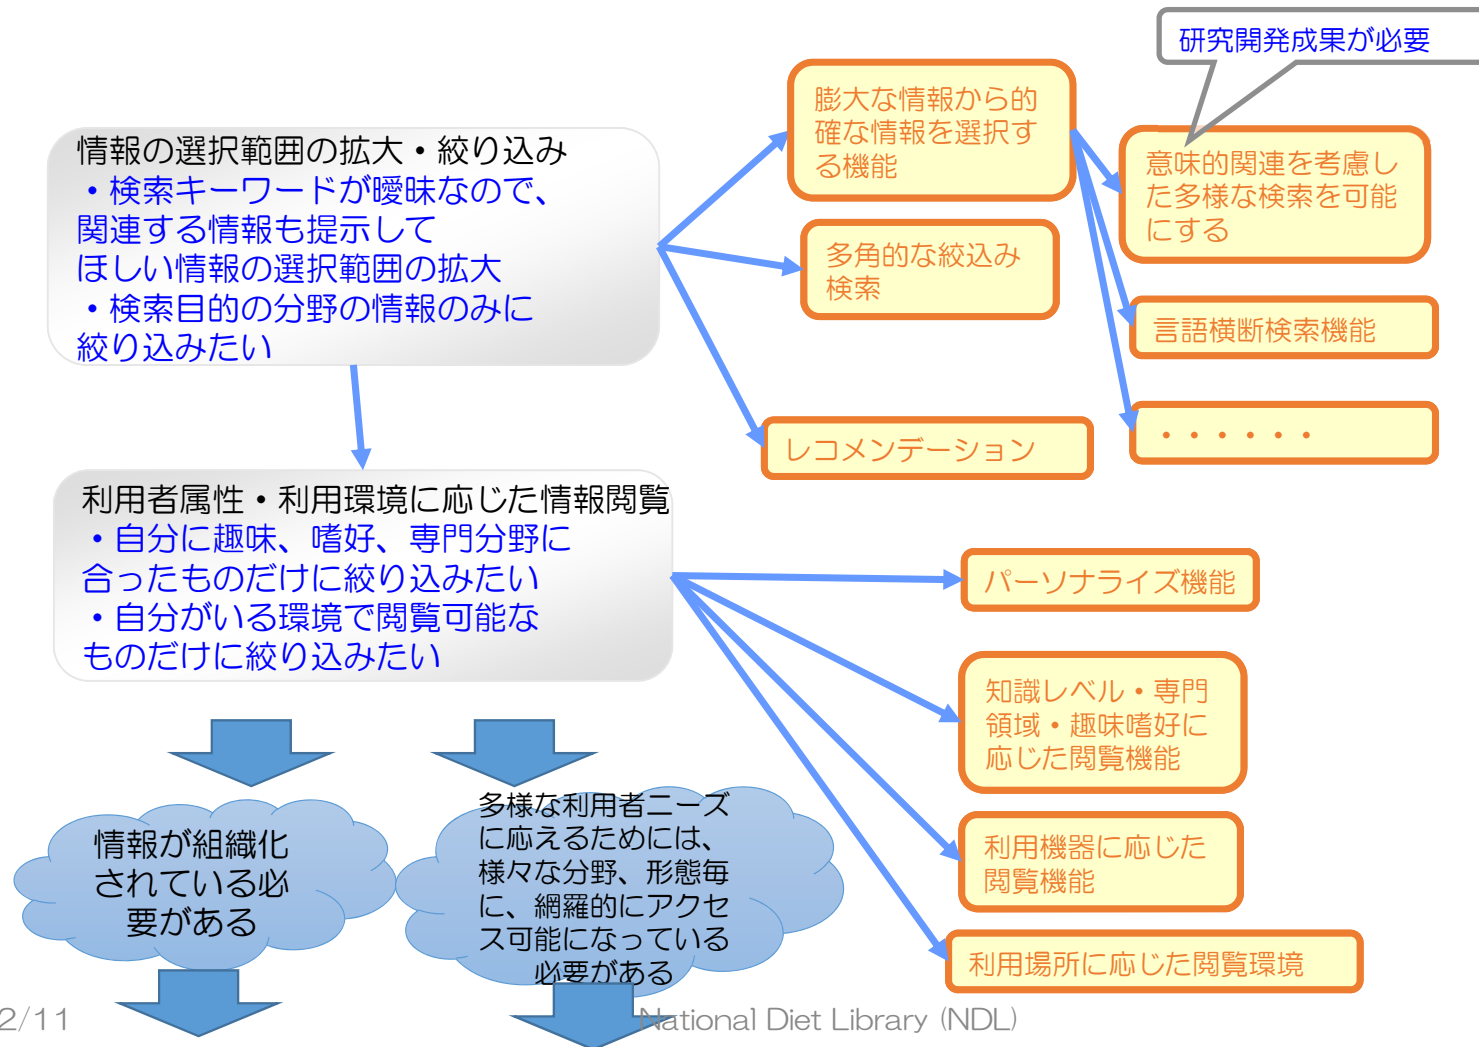 研究開発成果が必要
膨大な情報から的
確な情報を選択す
る機能
情報の選択範囲の拡大・絞り込み
・検索キーワードが曖昧なので、
関連する情報も提示して
ほしい情報の選択範囲の拡大
・検索目的の分野の情報のみに
絞り込みたい
意味的関連を考慮し
た多様な検索を可能
にする
多角的な絞込み
検索
言語横断検索機能
レコメンデーション
・・・・・・
利用者属性・利用環境に応じた情報閲覧
・自分に趣味、嗜好、専門分野に
合ったものだけに絞り込みたい
・自分がいる環境で閲覧可能な
ものだけに絞り込みたい
パーソナライズ機能
知識レベル・専門
領域・趣味嗜好に
応じた閲覧機能
利用機器に応じた
閲覧機能
利用場所に応じた閲覧環境
情報が組織化
されている必
要がある
多様な利用者ニーズ
に応えるためには、
様々な分野、形態毎
に、網羅的にアクセ
ス可能になっている
必要がある
2/11
National Diet Library (NDL)